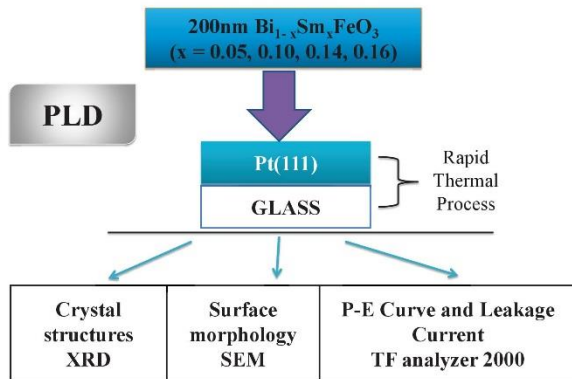 200nm Bi₁₋ₓSmₓFeO₃
(x = 0.05, 0.10, 0.14, 0.16)
PLD
Pt(111)
GLASS
Rapid
Thermal
Process
Crystal
structures
XRD
Surface
morphology
SEM
P-E Curve and Leakage
Current
TF analyzer 2000